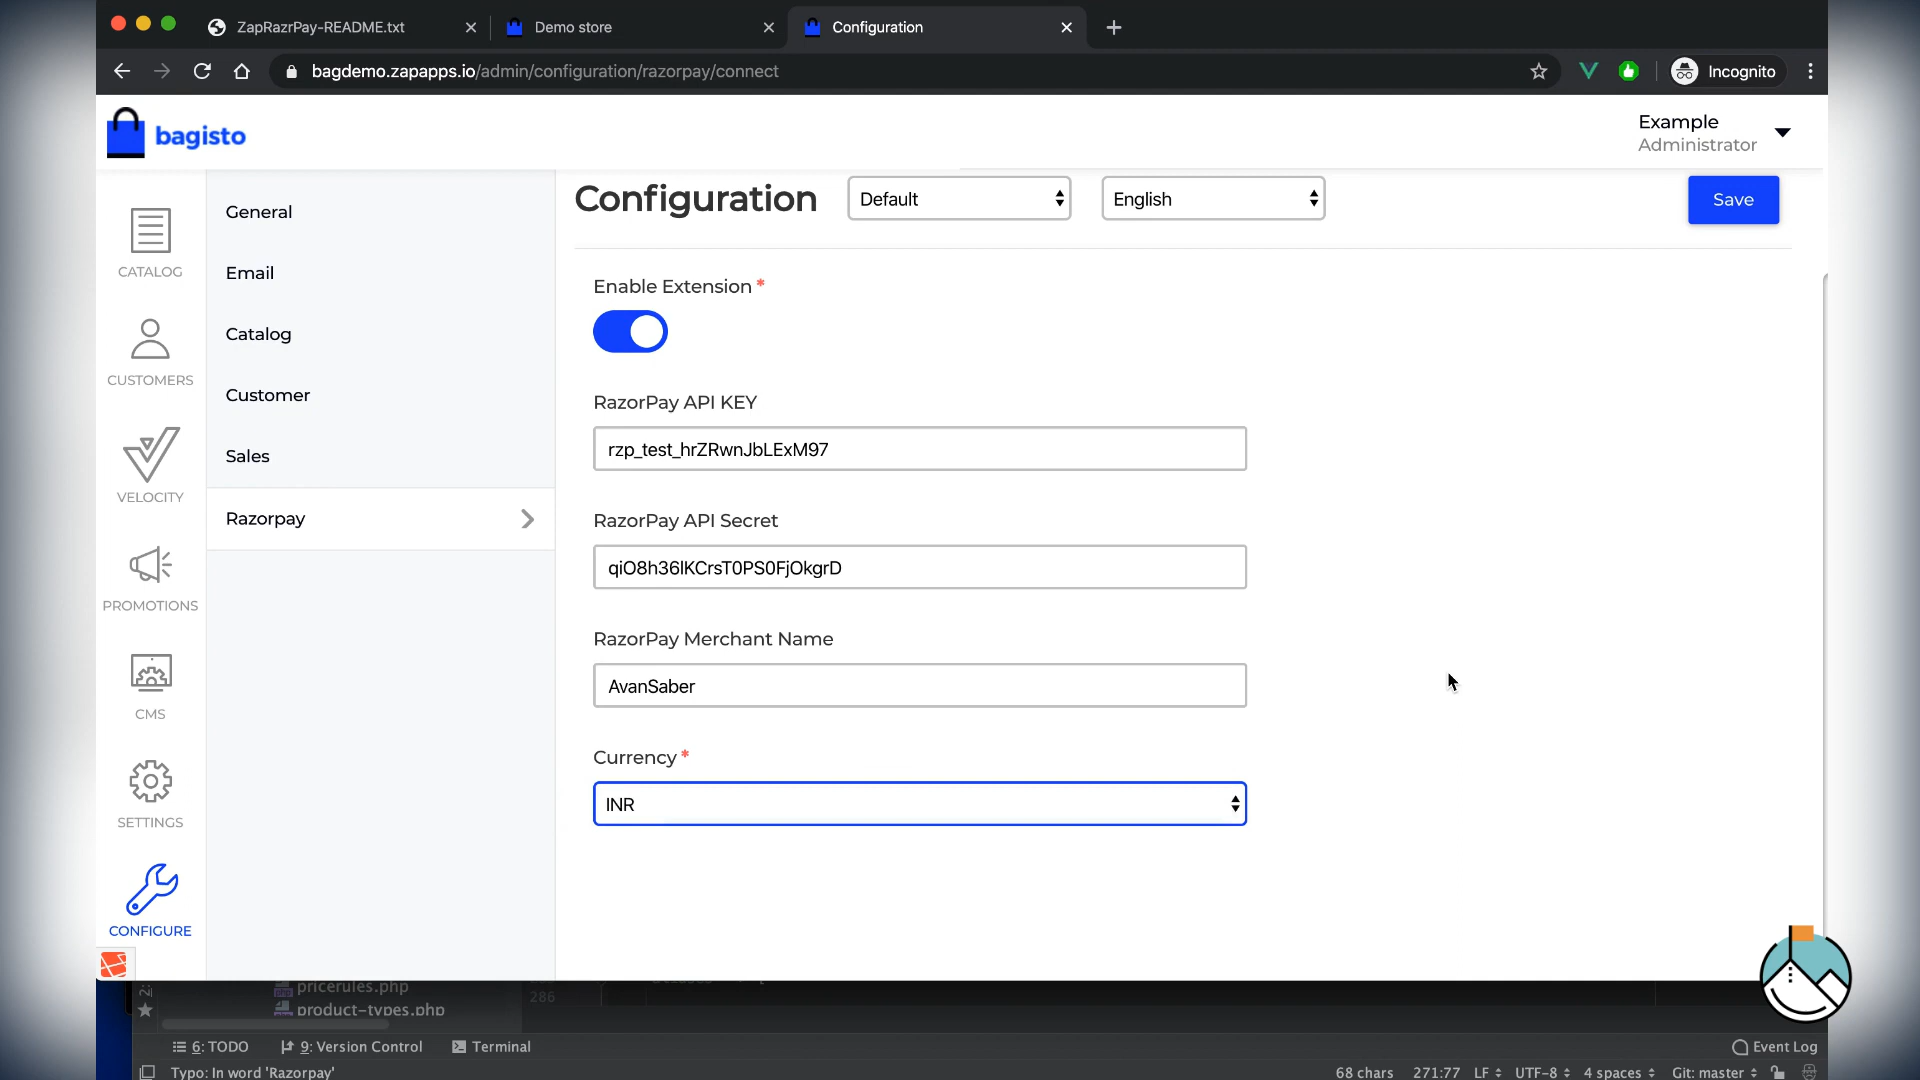 ZapRazrPay-README.txt
Demo store
Configuration
bagdemo.zapapps.io/admin/configuration/razorpay/connect
Incognito
bagisto
Example
Administrator
CATALOG
CUSTOMERS
VELOCITY
PROMOTIONS
CMS
SETTINGS
CONFIGURE
General
Email
Catalog
Customer
Sales
Razorpay
Configuration
Default
English
Save
Enable Extension *
RazorPay API KEY
rzp_test_hrZRwnJbLExM97
RazorPay API Secret
qiO8h36lKCrsT0PS0FjOkgrD
RazorPay Merchant Name
AvanSaber
Currency *
INR
pricerules.php
product-types.php
286
6: TODO
9: Version Control
Terminal
Event Log
Typo: In word 'Razorpay'
68 chars
271:77
LF
UTF-8
4 spaces
Git: master